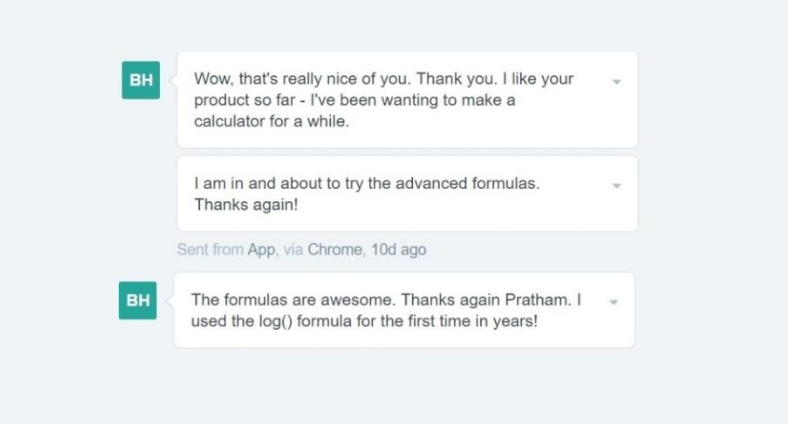 BH
Wow, that's really nice of you. Thank you. I like your
product so far - I've been wanting to make a
calculator for a while.
I am in and about to try the advanced formulas.
Thanks again!
Sent from App, via Chrome, 10d ago
BH
The formulas are awesome. Thanks again Pratham. I
used the log() formula for the first time in years!